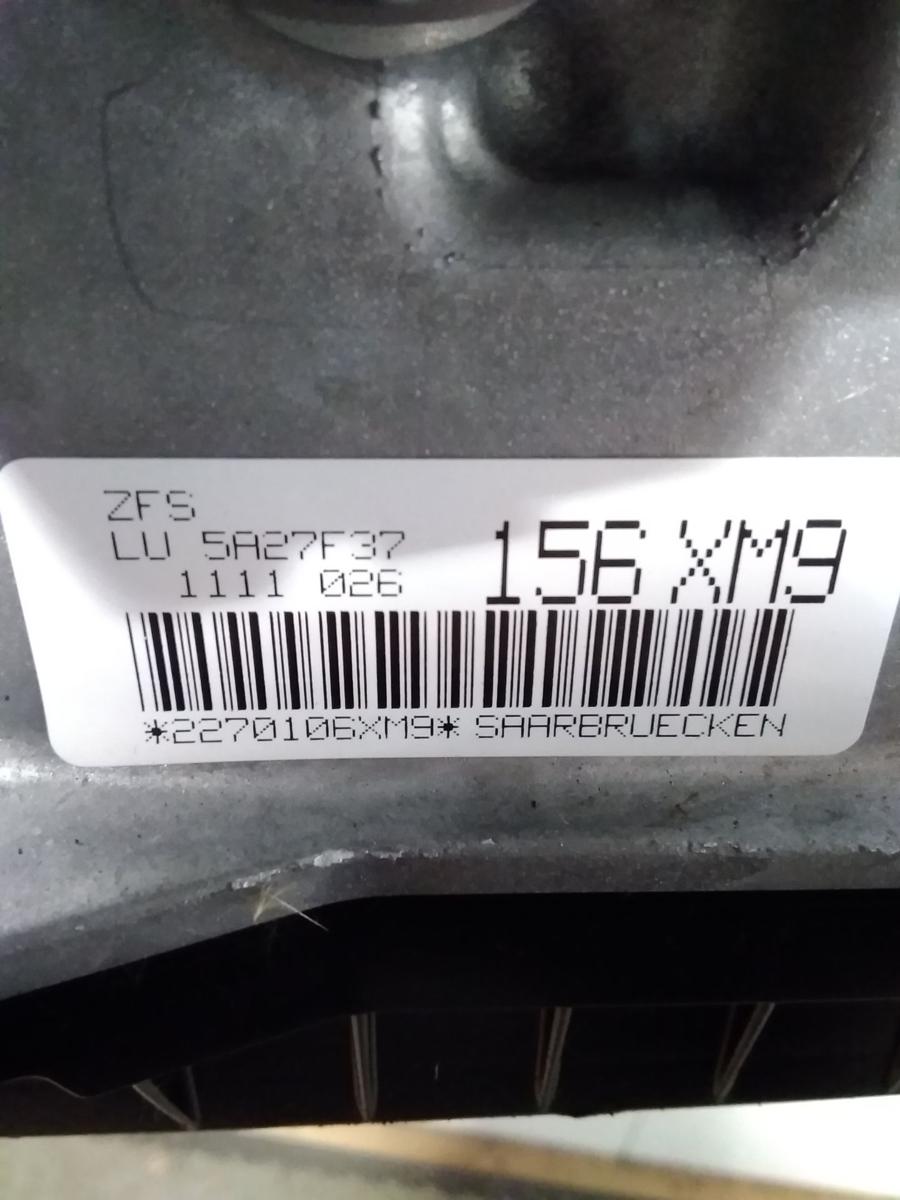 ZFS
LU 5A27F37
1111 026
156 XM9
*2270106XM9* SAARBRUECKEN